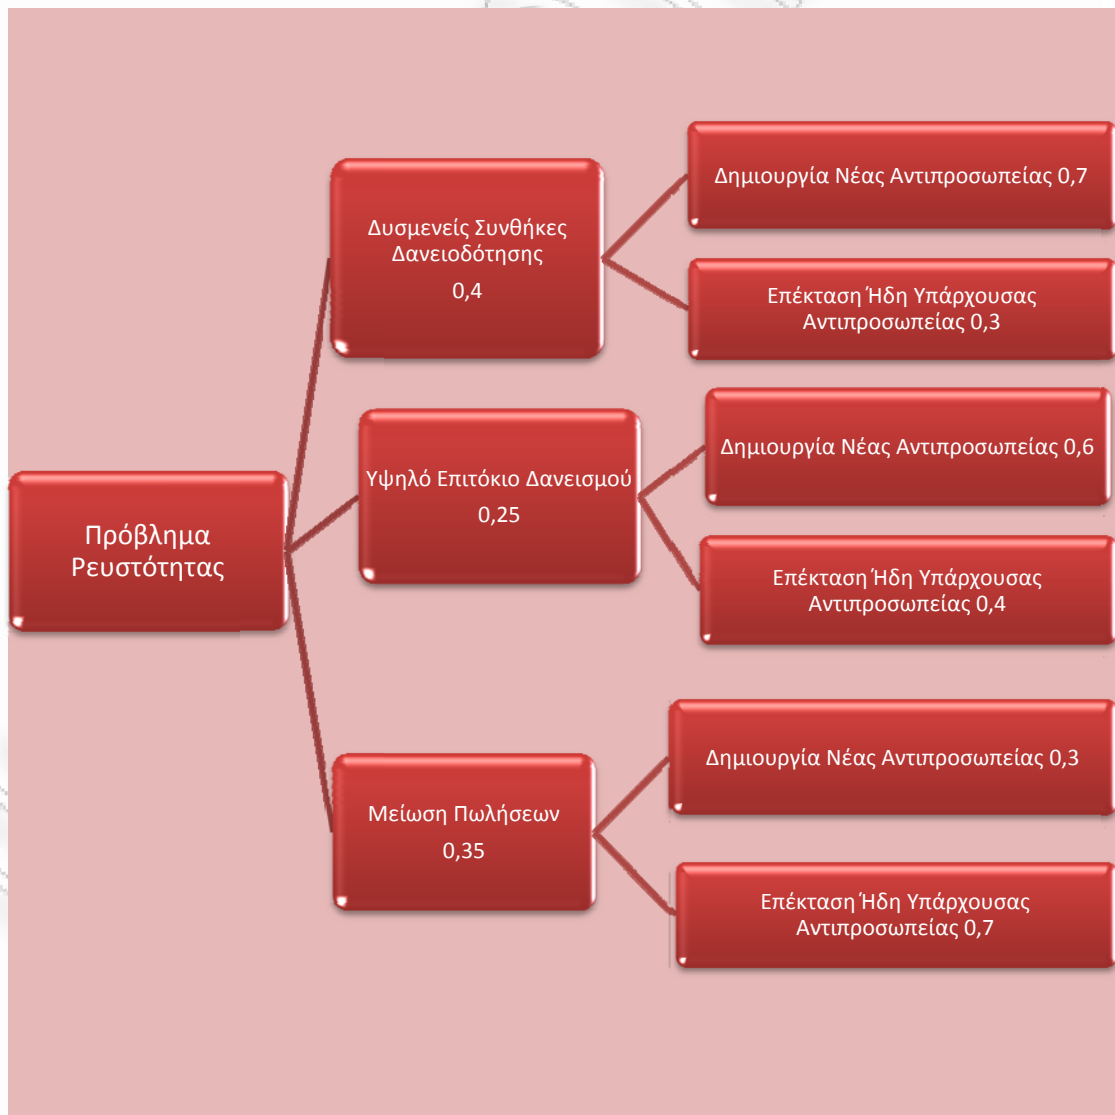 Δημιουργία Νέας Αντιπροσωπείας 0,7
Δυσμενείς Συνθήκες
Δανειοδότησης
0,4
Επέκταση Ήδη Υπάρχουσας
Αντιπροσωπείας 0,3
Δημιουργία Νέας Αντιπροσωπείας 0,6
Υψηλό Επιτόκιο Δανεισμού
0,25
Πρόβλημα
Ρευστότητας
Επέκταση Ήδη Υπάρχουσας
Αντιπροσωπείας 0,4
Δημιουργία Νέας Αντιπροσωπείας 0,3
Μείωση Πωλήσεων
0,35
Επέκταση Ήδη Υπάρχουσας
Αντιπροσωπείας 0,7